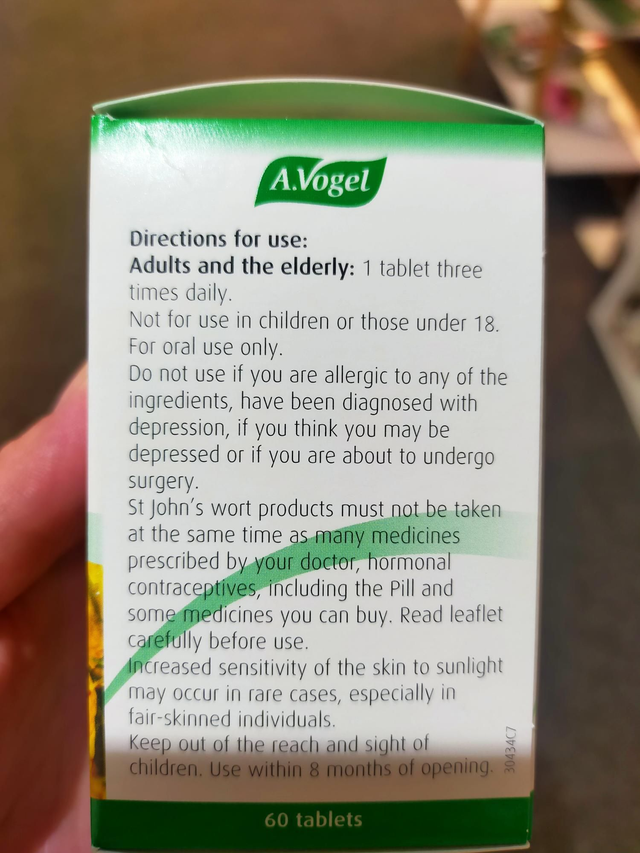 A.Vogel
Directions for use:
Adults and the elderly: 1 tablet three
times daily.
Not for use in children or those under 18.
For oral use only.
Do not use if you are allergic to any of the
ingredients, have been diagnosed with
depression, if you think you may be
depressed or if you are about to undergo
surgery.
St John's wort products must not be taken
at the same time as many medicines
prescribed by your doctor, hormonal
contraceptives, including the Pill and
some medicines you can buy. Read leaflet
carefully before use.
Increased sensitivity of the skin to sunlight
may occur in rare cases, especially in
fair-skinned individuals.
Keep out of the reach and sight of
children. Use within 8 months of opening.
30434C7
60 tablets